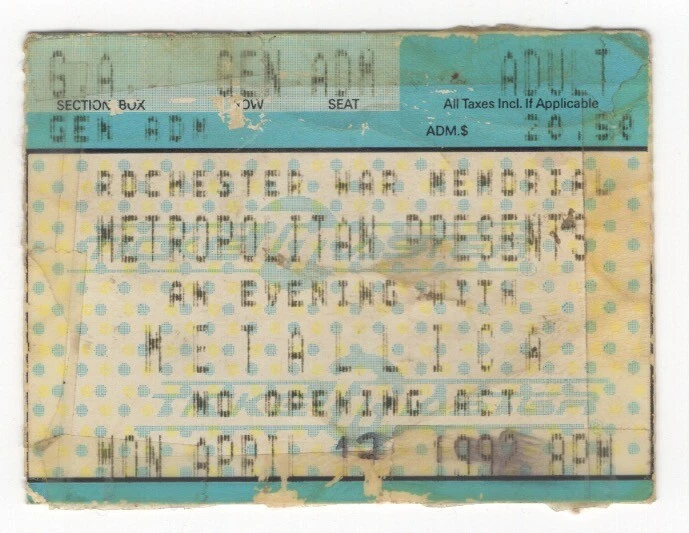 G.A. GEN ADM ADULT
SECTION BOX ROW SEAT All Taxes Incl. If Applicable
GEN ADM ADM.$ 20.50
ROCHESTER WAR MEMORIAL
METROPOLITAN PRESENTS
AN EVENING WITH
METALLICA
NO OPENING ACT
MON APRIL 13 1992 8PM